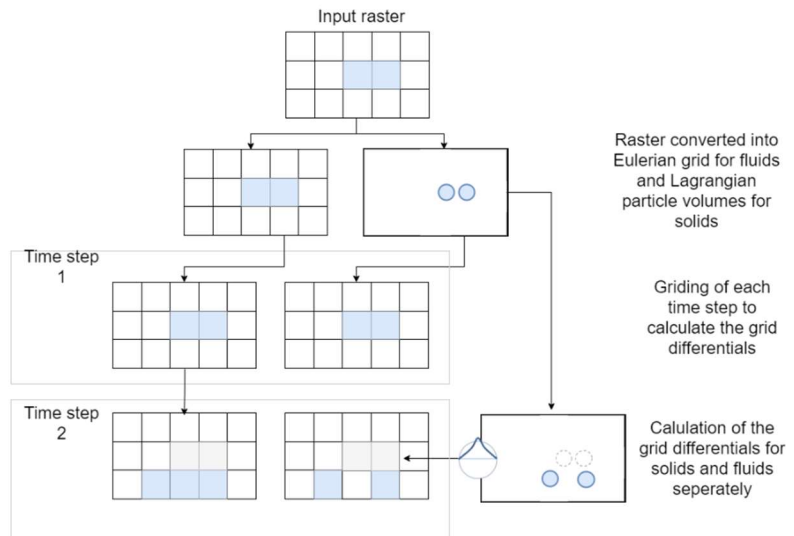 Input raster
Raster converted into
Eulerian grid for fluids
and Lagrangian
particle volumes for
solids
Time step
1
Griding of each
time step to
calculate the grid
differentials
Time step
2
Calulation of the
grid differentials for
solids and fluids
seperately